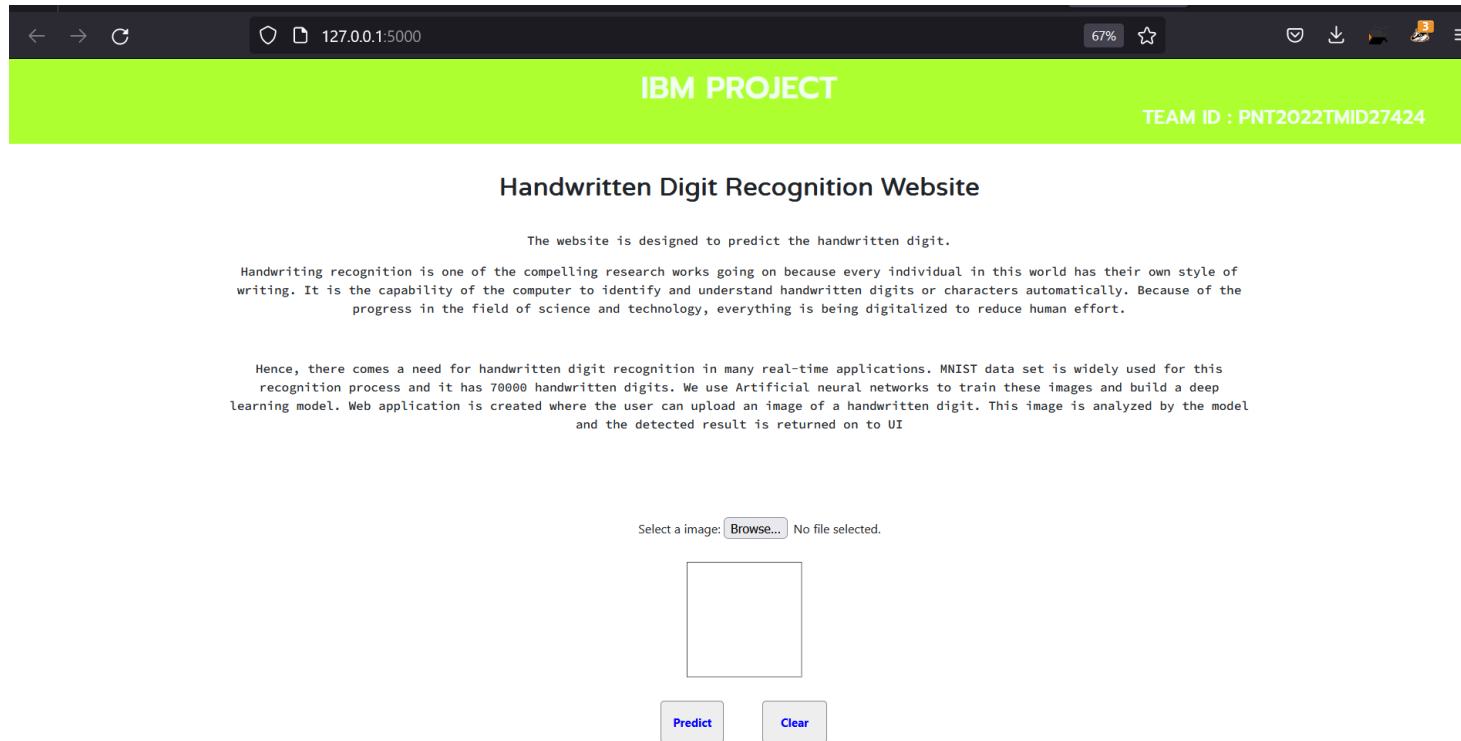 127.0.0.1:5000
67%
3
IBM PROJECT
TEAM ID : PNT2022TMID27424
Handwritten Digit Recognition Website
The website is designed to predict the handwritten digit.
Handwriting recognition is one of the compelling research works going on because every individual in this world has their own style of
writing. It is the capability of the computer to identify and understand handwritten digits or characters automatically. Because of the
progress in the field of science and technology, everything is being digitalized to reduce human effort.
Hence, there comes a need for handwritten digit recognition in many real-time applications. MNIST data set is widely used for this
recognition process and it has 70000 handwritten digits. We use Artificial neural networks to train these images and build a deep
learning model. Web application is created where the user can upload an image of a handwritten digit. This image is analyzed by the model
and the detected result is returned on to UI
Select a image: Browse... No file selected.
Predict Clear